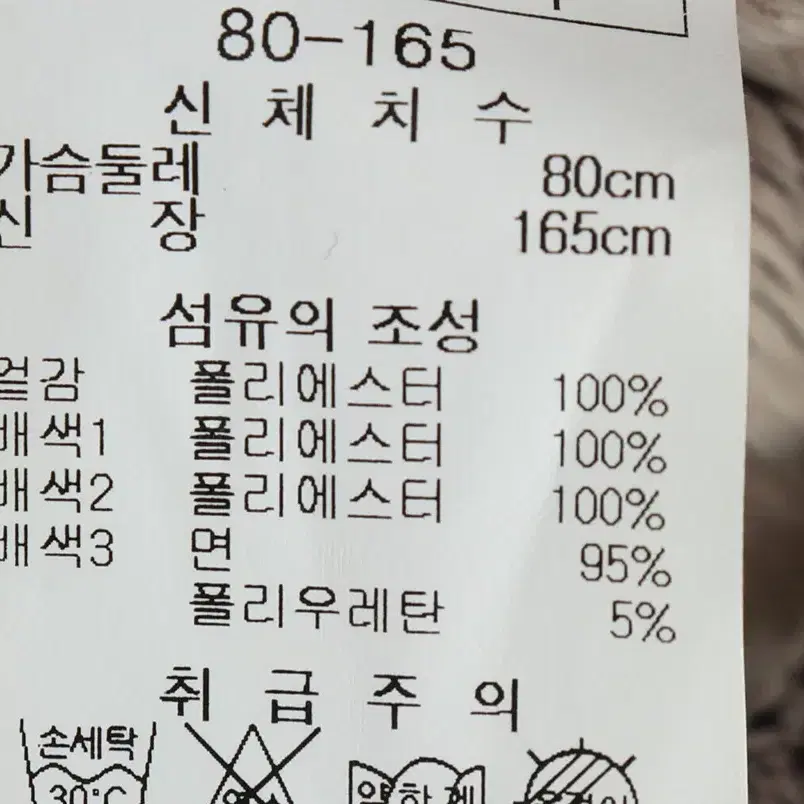 80-165
신 체 치 수
가슴둘레 80cm
신 장 165cm
섬유의 조성
겉감 폴리에스터 100%
배색1 폴리에스터 100%
배색2 폴리에스터 100%
배색3 면 95%
폴리우레탄 5%
취 급 주 의
손세탁
30°C
약하게